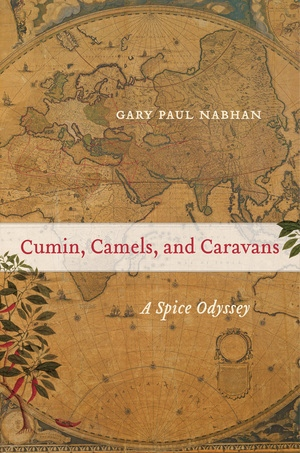 GARY PAUL NABHAN
Cumin, Camels, and Caravans
A Spice Odyssey